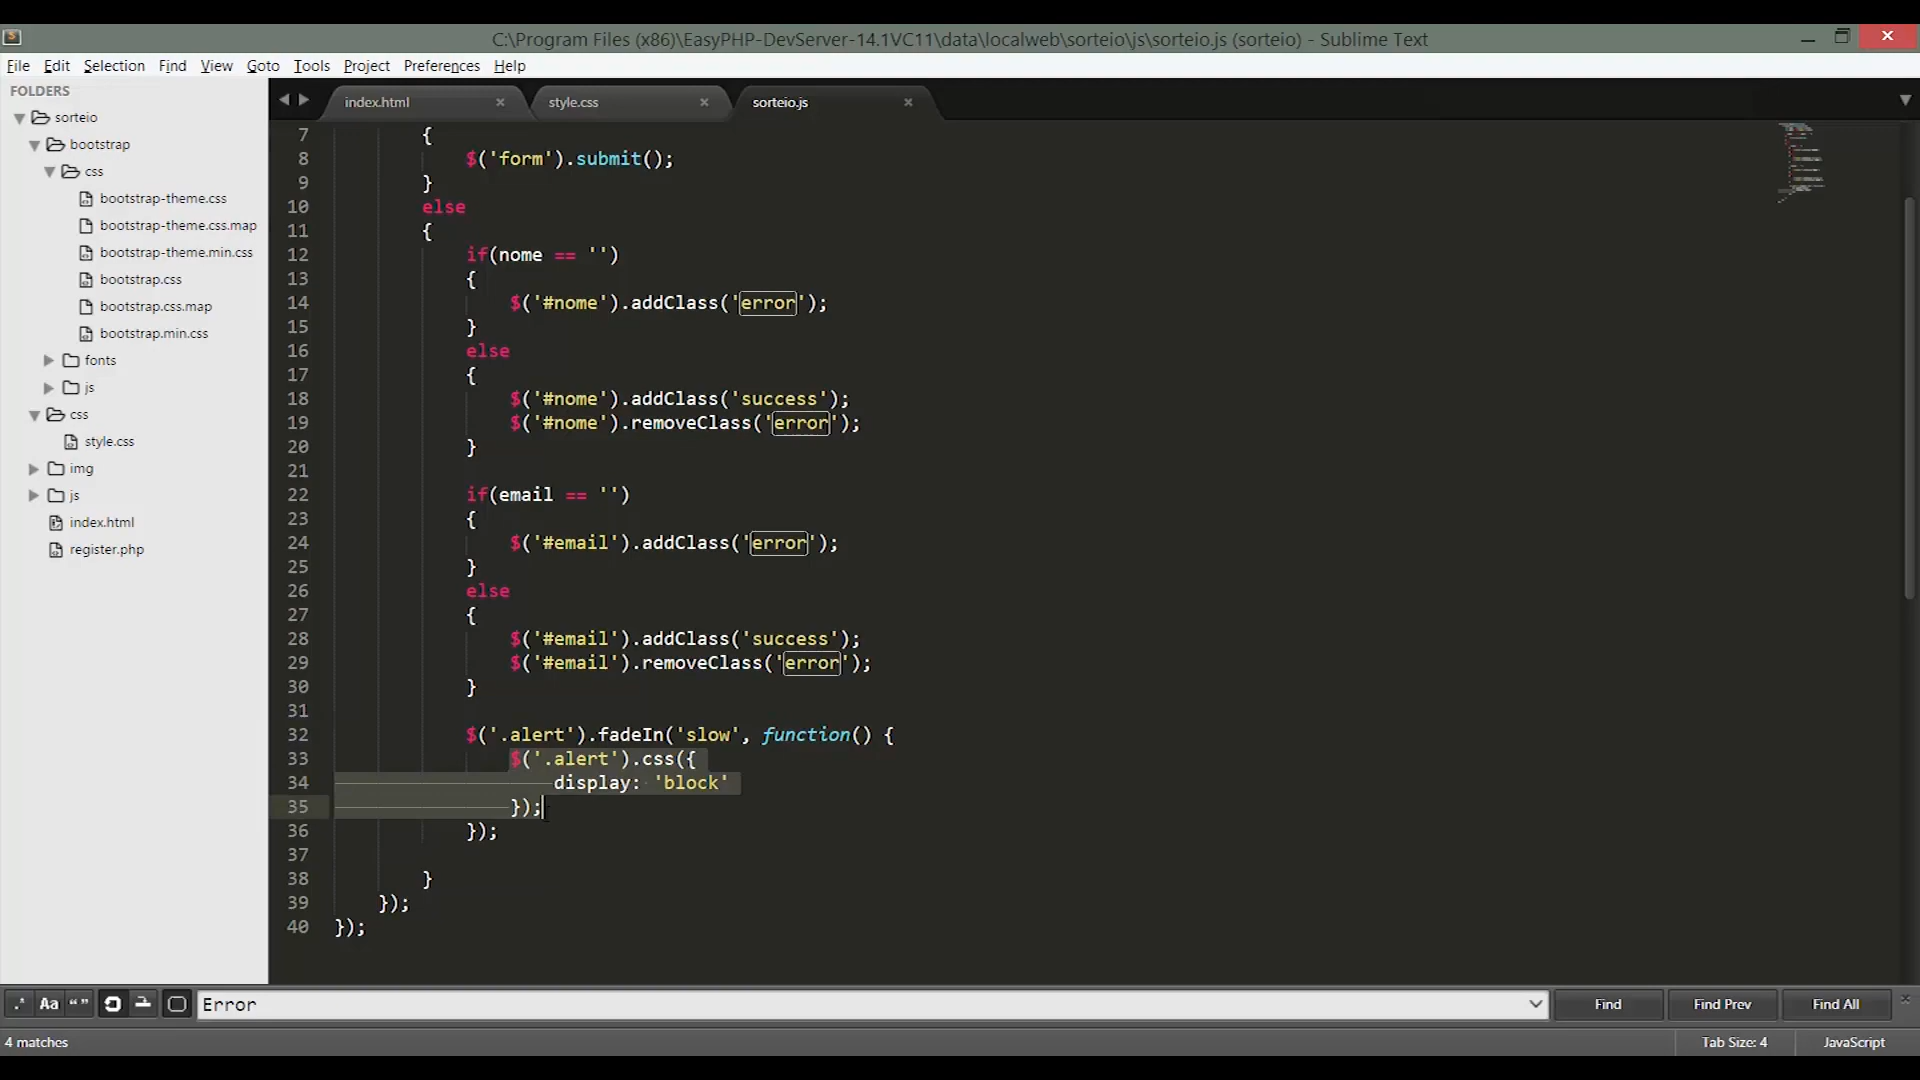 C:\Program Files (x86)\EasyPHP-DevServer-14.1VC11\data\localweb\sorteio\js\sorteio.js (sorteio) - Sublime Text
File Edit Selection Find View Goto Tools Project Preferences Help
FOLDERS
sorteio
bootstrap
css
bootstrap-theme.css
bootstrap-theme.css.map
bootstrap-theme.min.css
bootstrap.css
bootstrap.css.map
bootstrap.min.css
fonts
js
css
style.css
img
js
index.html
register.php
index.html style.css sorteio.js
7 {
8 $('form').submit();
9 }
10 else
11 {
12 if(nome == '')
13 {
14 $('#nome').addClass('error');
15 }
16 else
17 {
18 $('#nome').addClass('success');
19 $('#nome').removeClass('error');
20 }
21
22 if(email == '')
23 {
24 $('#email').addClass('error');
25 }
26 else
27 {
28 $('#email').addClass('success');
29 $('#email').removeClass('error');
30 }
31
32 $('.alert').fadeIn('slow', function() {
33 $('.alert').css({
34 display: 'block'
35 });
36 });
37
38 }
39 });
40 });
.* Aa “” Error Find Find Prev Find All
4 matches Tab Size: 4 JavaScript